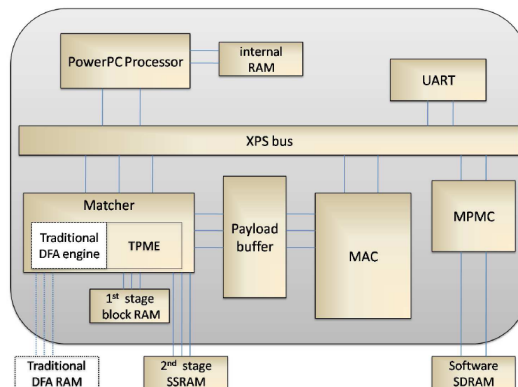 PowerPC Processor
internal
RAM
UART
XPS bus
Matcher
Traditional
DFA engine
TPME
Payload
buffer
MAC
MPMC
1st stage
block RAM
Traditional
DFA RAM
2nd stage
SSRAM
Software
SDRAM